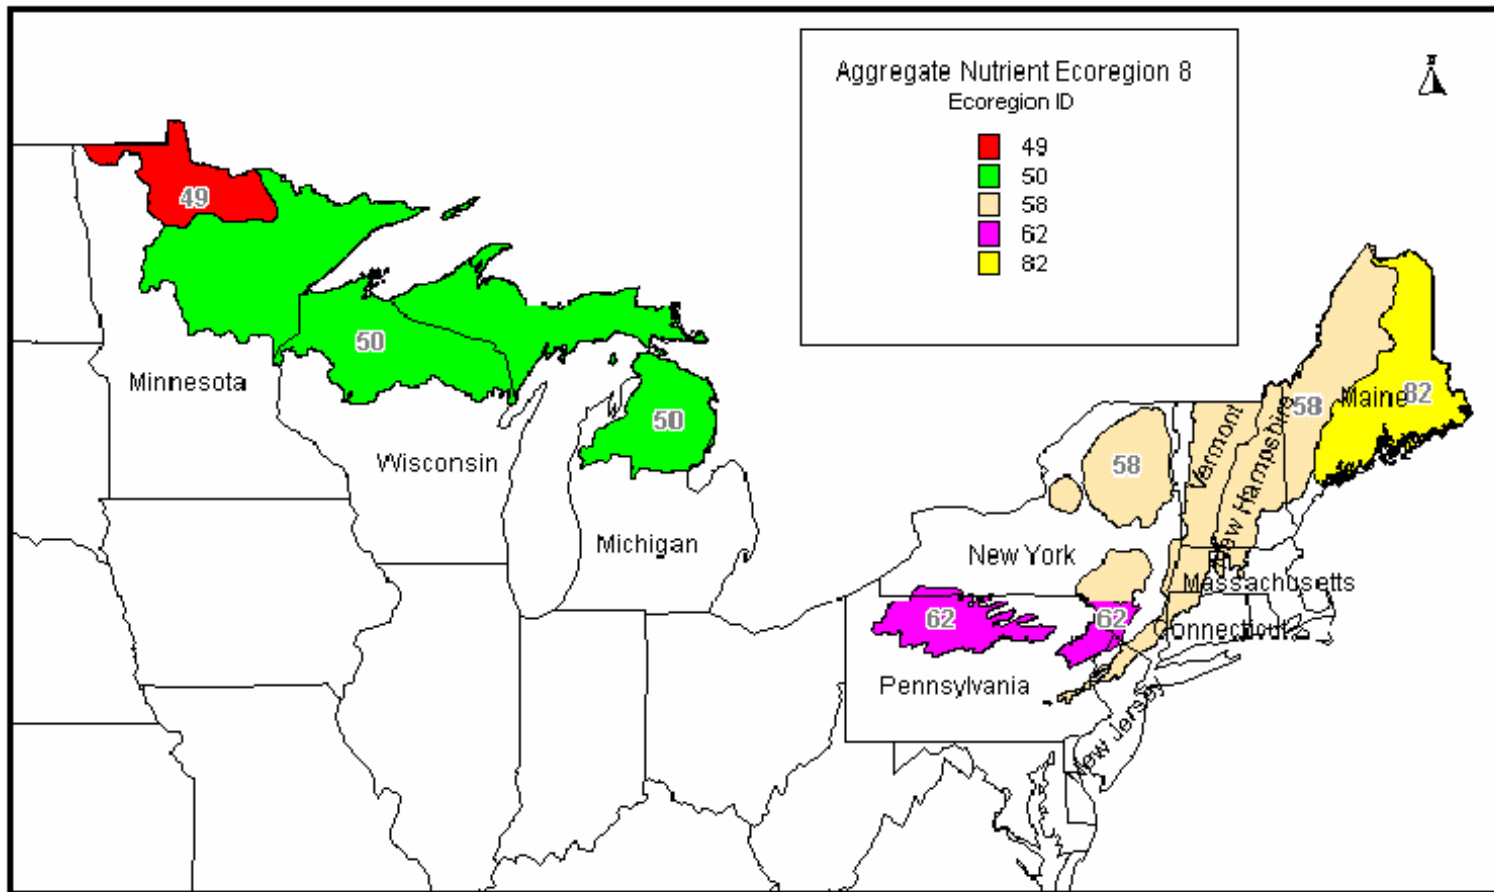 Aggregate Nutrient Ecoregion 8
Ecoregion ID
49
50
58
62
82
N
49
50
Minnesota
50
Wisconsin
Michigan
58
New York
Vermont
New Hampshire
58
Maine
82
Massachusetts
Connecticut
62
62
Pennsylvania
New Jersey